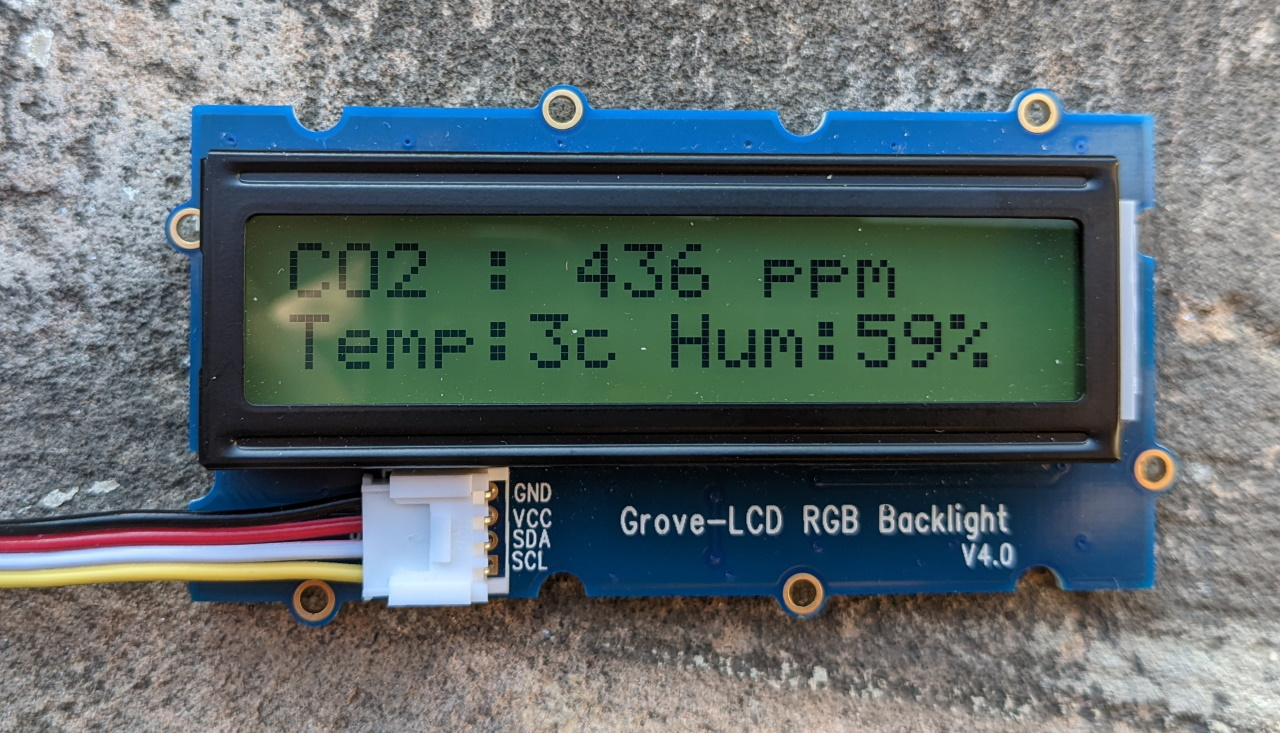 CO2 : 436 ppm
Temp:3c Hum:59%
GND
VCC
SDA
SCL
Grove-LCD RGB Backlight
V4.0